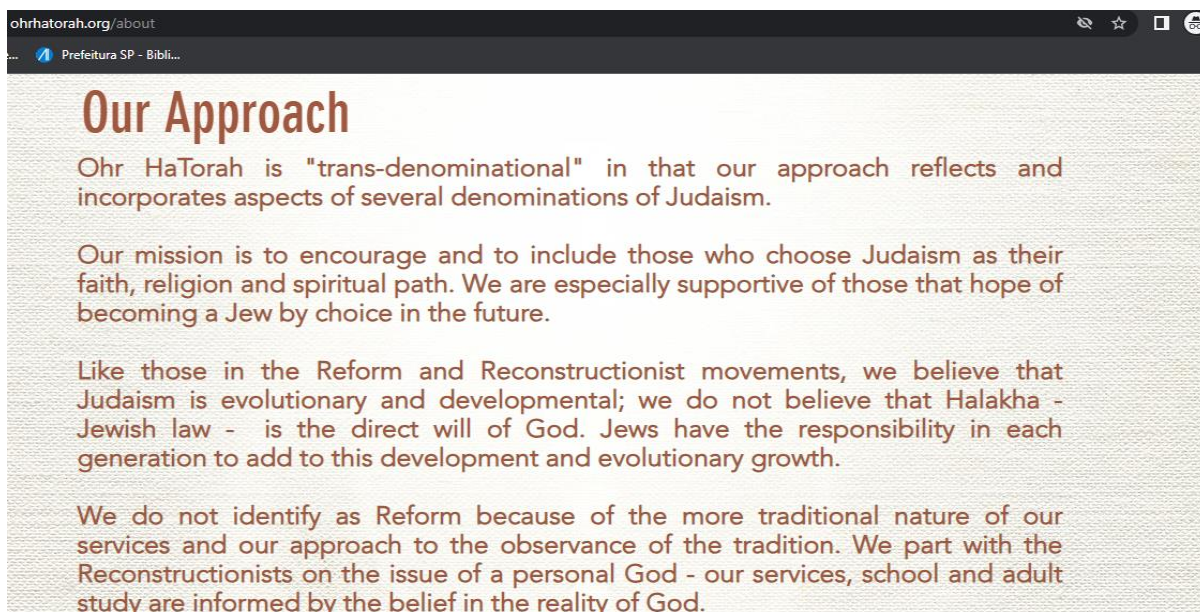 ohrhatorah.org/about
e... Prefeitura SP - Bibli...
Our Approach
Ohr HaTorah is "trans-denominational" in that our approach reflects and
incorporates aspects of several denominations of Judaism.
Our mission is to encourage and to include those who choose Judaism as their
faith, religion and spiritual path. We are especially supportive of those that hope of
becoming a Jew by choice in the future.
Like those in the Reform and Reconstructionist movements, we believe that
Judaism is evolutionary and developmental; we do not believe that Halakha -
Jewish law - is the direct will of God. Jews have the responsibility in each
generation to add to this development and evolutionary growth.
We do not identify as Reform because of the more traditional nature of our
services and our approach to the observance of the tradition. We part with the
Reconstructionists on the issue of a personal God - our services, school and adult
study are informed by the belief in the reality of God.